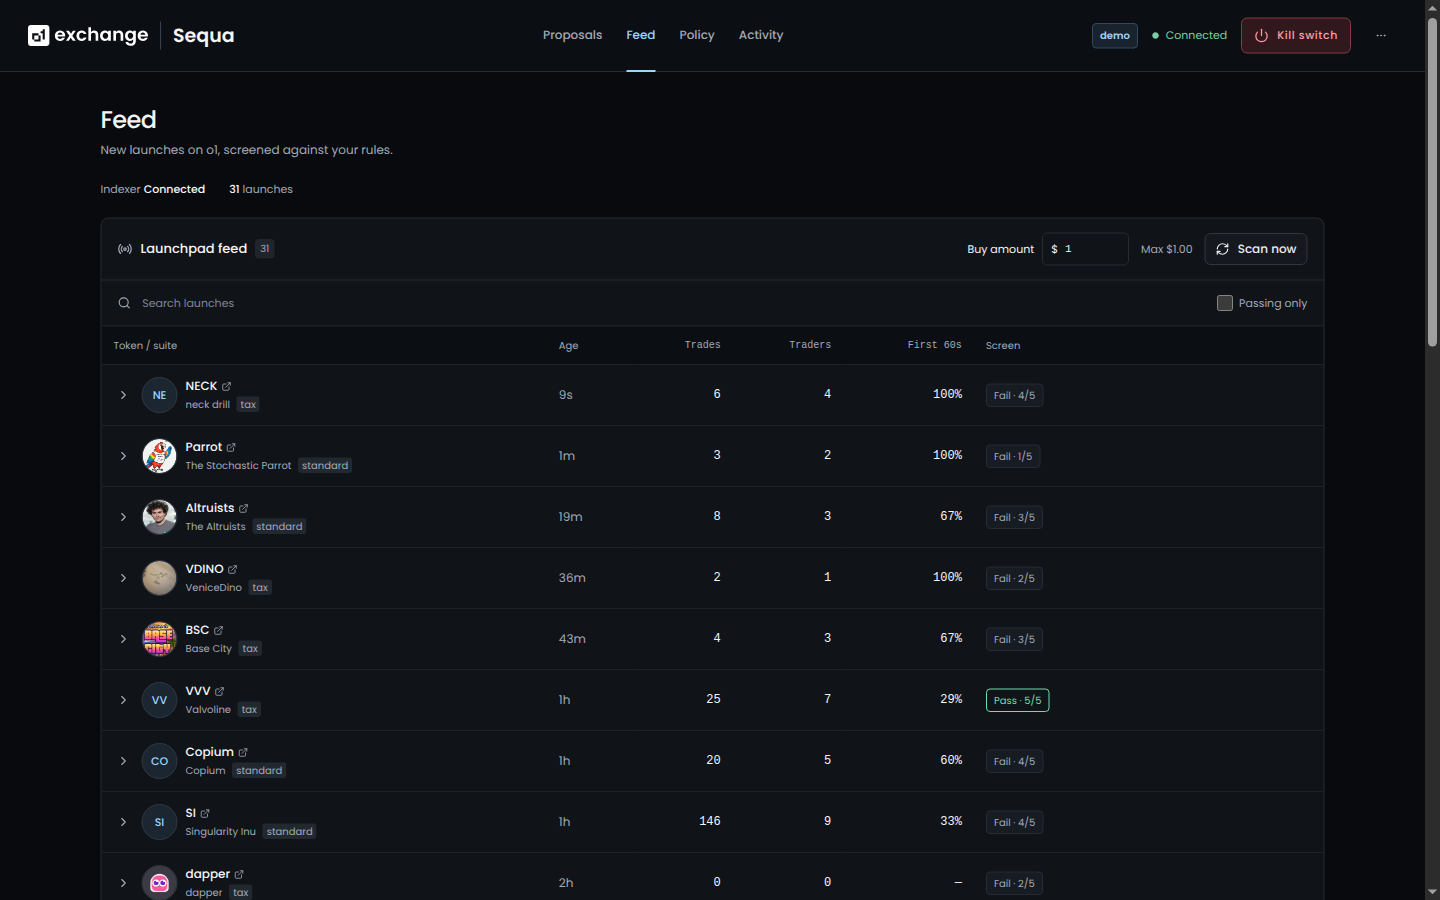 o1 exchange Sequa Proposals Feed Policy Activity demo Connected Kill switch ...
Feed
New launches on o1, screened against your rules.
Indexer Connected 31 launches
Launchpad feed 31 Buy amount $ 1 Max $1.00 Scan now
Search launches Passing only
Token / suite Age Trades Traders First 60s Screen
NE NECK 9s 6 4 100% Fail · 4/5
neck drill tax
Parrot 1m 3 2 100% Fail · 1/5
The Stochastic Parrot standard
Altruists 19m 8 3 67% Fail · 3/5
The Altruists standard
VDINO 36m 2 1 100% Fail · 2/5
VeniceDino tax
BASE CITY BSC 43m 4 3 67% Fail · 3/5
Base City tax
VV VVV 1h 25 7 29% Pass · 5/5
Valvoline tax
CO Copium 1h 20 5 60% Fail · 4/5
Copium standard
SI SI 1h 146 9 33% Fail · 4/5
Singularity Inu standard
dapper 2h 0 0 — Fail · 2/5
dapper tax